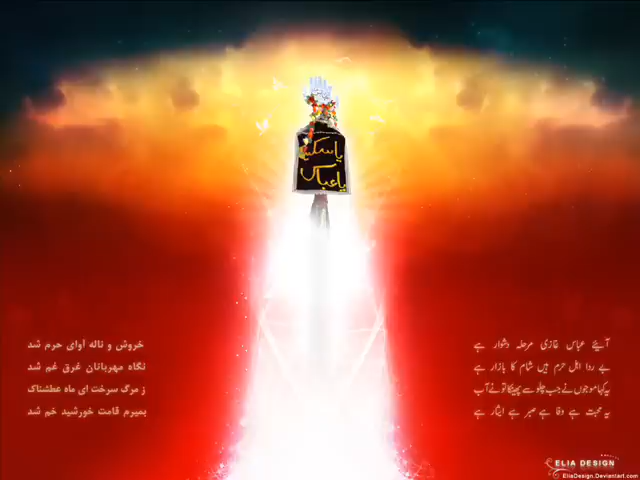 یا سکینه
یا عباس
خروش و ناله آوای حرم شد
نگاه مهربانان غرق غم شد
ز مرگ سرخت ای ماه عطشناک
بمیرم قامت خورشید خم شد
آیئے عباس غازی مرحلہ دشوار ہے
بے ردا اہل حرم ہیں شام کا بازار ہے
یہ کہا موجوں نے جب چلو سے پھینکا تو نے آب
یہ محبت ہے وفا ہے صبر ہے ایثار ہے
ELIA DESIGN
EliaDesign.Deviantart.com